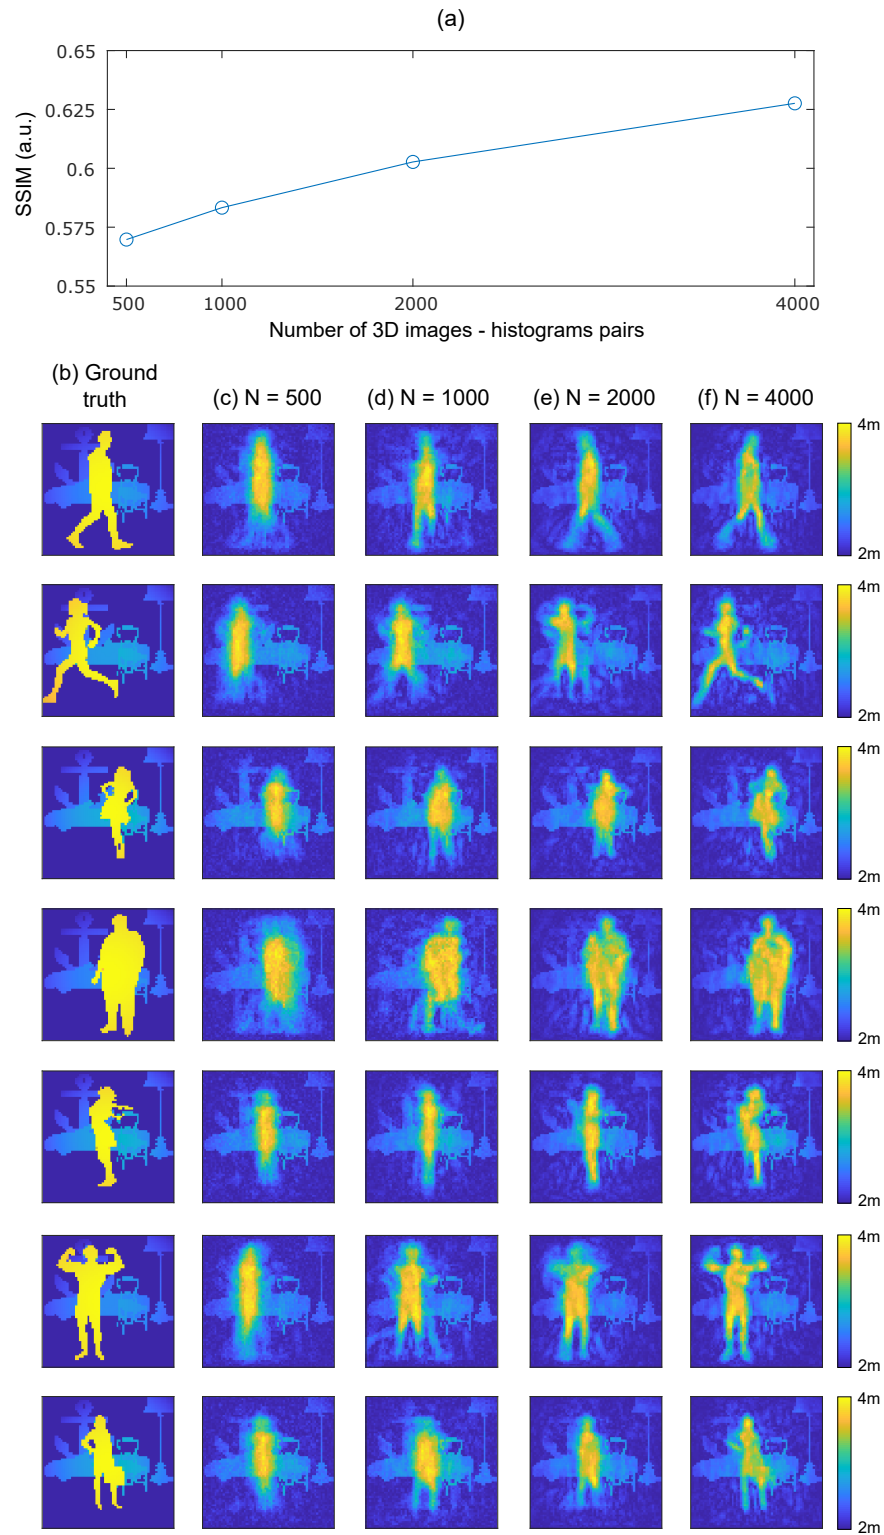 (a)
0.65
0.625
0.6
0.575
0.55
SSIM (a.u.)
500 1000 2000 4000
Number of 3D images - histograms pairs
(b) Ground
truth
(c) N = 500
(d) N = 1000
(e) N = 2000
(f) N = 4000
4m
2m
4m
2m
4m
2m
4m
2m
4m
2m
4m
2m
4m
2m